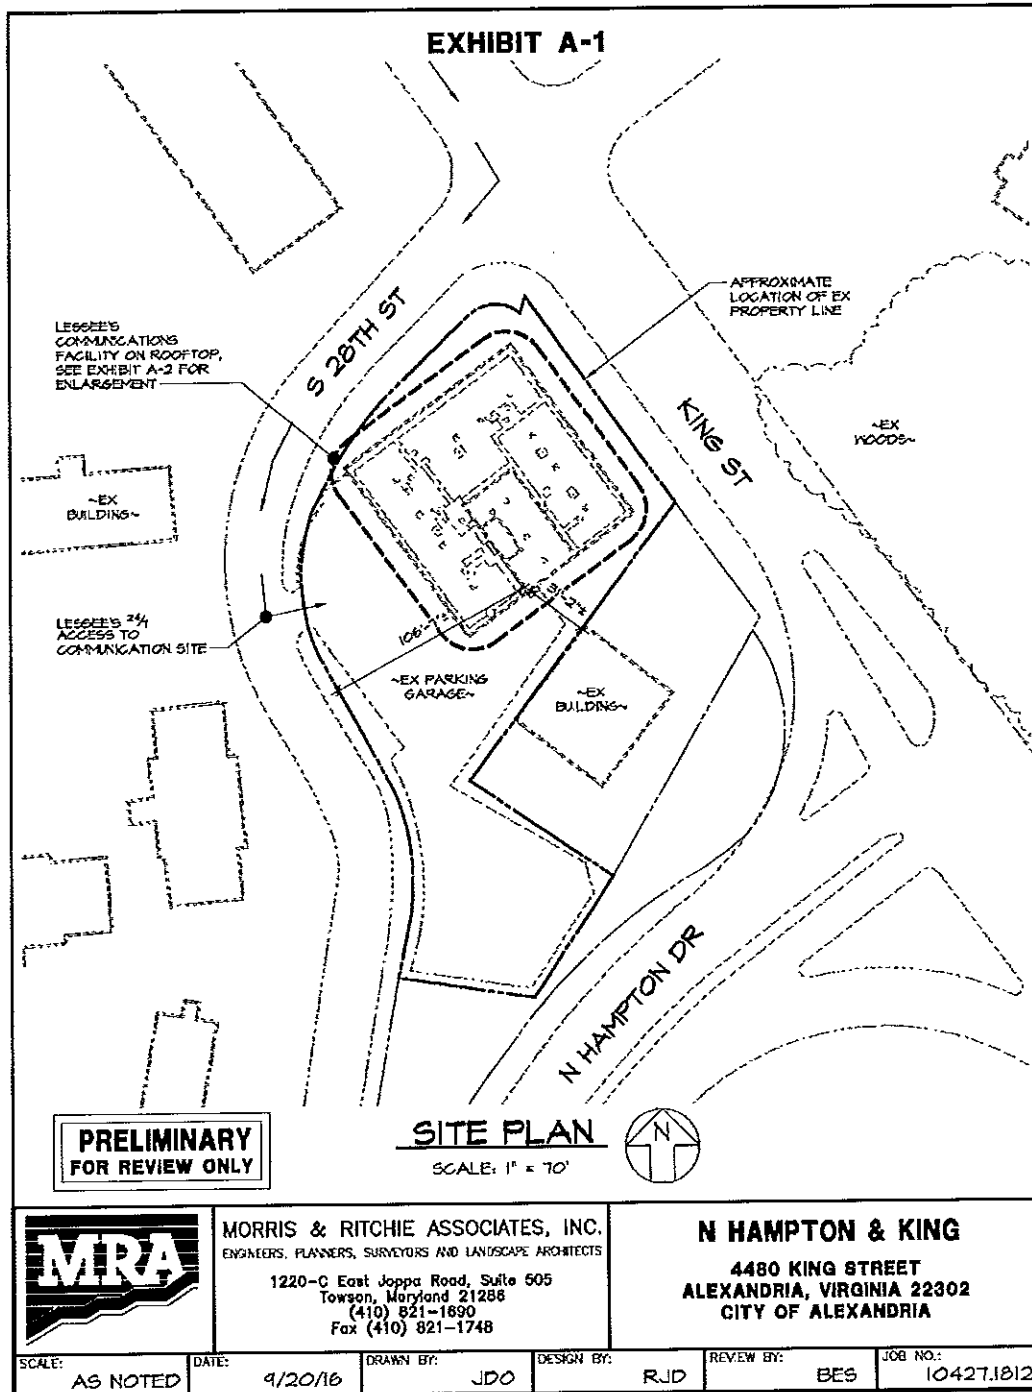 EXHIBIT A-1
APPROXIMATE
LOCATION OF EX
PROPERTY LINE
LESSEE'S
COMMUNICATIONS
FACILITY ON ROOFTOP,
SEE EXHIBIT A-2 FOR
ENLARGEMENT
S 28TH ST
KING ST
~EX
WOODS~
~EX
BUILDING~
LESSEE'S 24/7
ACCESS TO
COMMUNICATION SITE
~EX PARKING
GARAGE~
~EX
BUILDING~
N HAMPTON DR
PRELIMINARY
FOR REVIEW ONLY
SITE PLAN
SCALE: 1" = 70'
N
MRA
MORRIS & RITCHIE ASSOCIATES, INC.
ENGINEERS, PLANNERS, SURVEYORS AND LANDSCAPE ARCHITECTS
1220-C East Joppa Road, Suite 505
Towson, Maryland 21286
(410) 821-1690
Fax (410) 821-1748
N HAMPTON & KING
4480 KING STREET
ALEXANDRIA, VIRGINIA 22302
CITY OF ALEXANDRIA
SCALE: AS NOTED
DATE: 9/20/16
DRAWN BY: JDO
DESIGN BY: RJD
REVIEW BY: BES
JOB NO.: 10427.1812